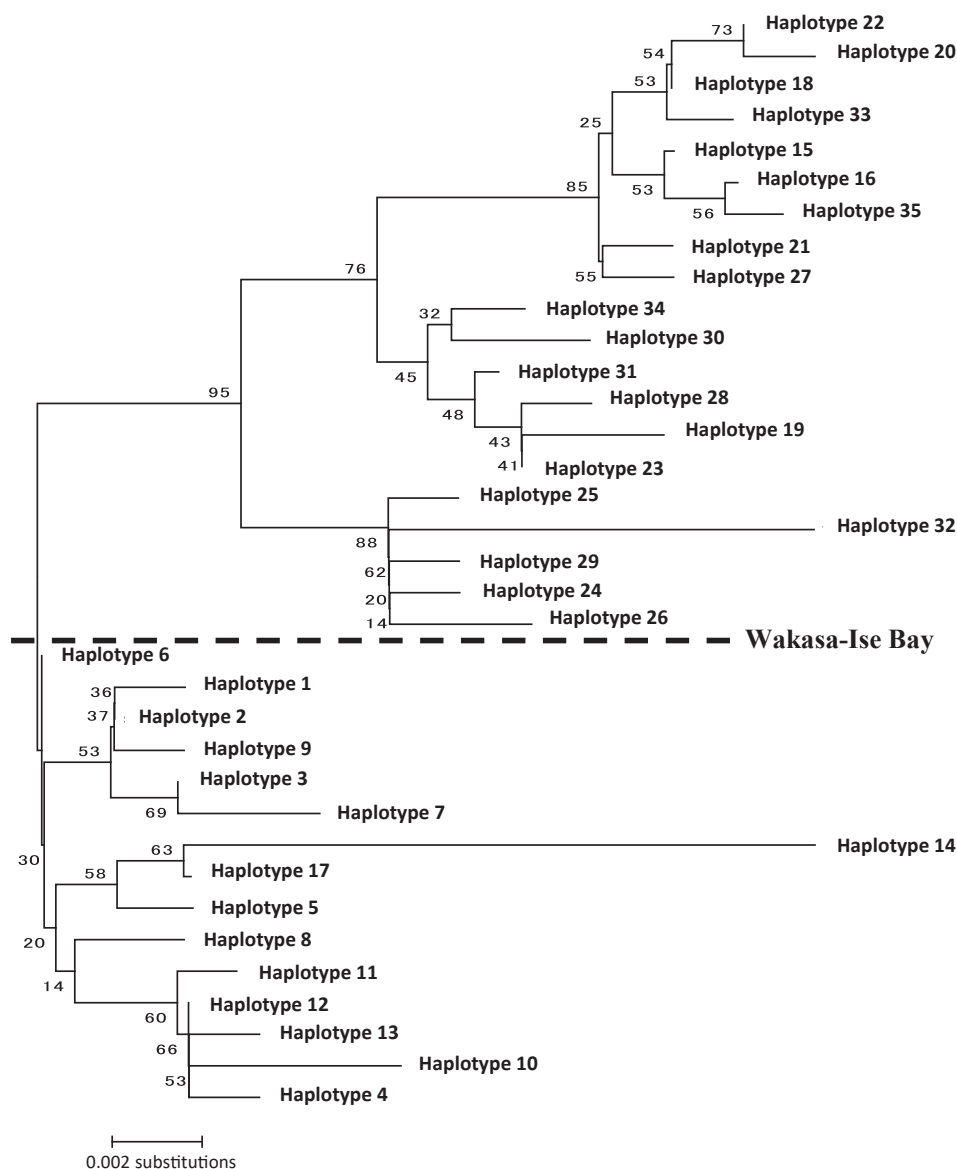 Haplotype 22
73
Haplotype 20
54
53
Haplotype 18
Haplotype 33
25
Haplotype 15
53
Haplotype 16
56
Haplotype 35
85
Haplotype 21
55
Haplotype 27
76
32
Haplotype 34
Haplotype 30
45
Haplotype 31
48
Haplotype 28
43
Haplotype 19
41
Haplotype 23
95
Haplotype 25
88
Haplotype 32
62
Haplotype 29
20
Haplotype 24
14
Haplotype 26
Wakasa-Ise Bay
Haplotype 6
36
Haplotype 1
37
Haplotype 2
53
Haplotype 9
Haplotype 3
69
Haplotype 7
30
63
Haplotype 14
58
Haplotype 17
Haplotype 5
20
Haplotype 8
14
Haplotype 11
60
Haplotype 12
66
Haplotype 13
53
Haplotype 10
Haplotype 4
0.002 substitutions